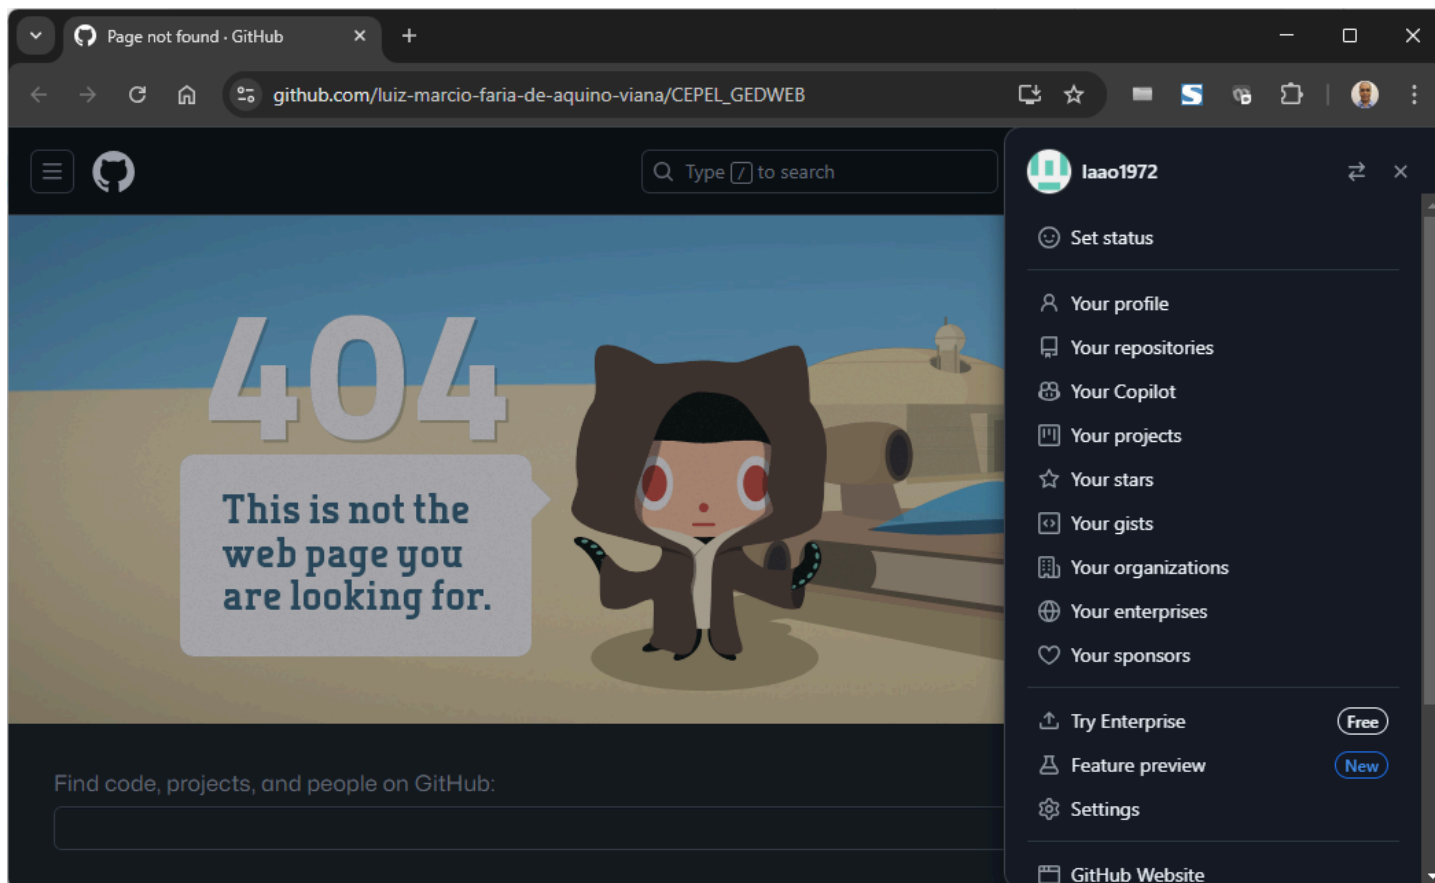 Page not found · GitHub
github.com/luiz-marcio-faria-de-aquino-viana/CEPEL_GEDWEB
Type / to search
laao1972
Set status
404
This is not the
web page you
are looking for.
Your profile
Your repositories
Your Copilot
Your projects
Your stars
Your gists
Your organizations
Your enterprises
Your sponsors
Try Enterprise Free
Feature preview New
Settings
GitHub Website
Find code, projects, and people on GitHub: